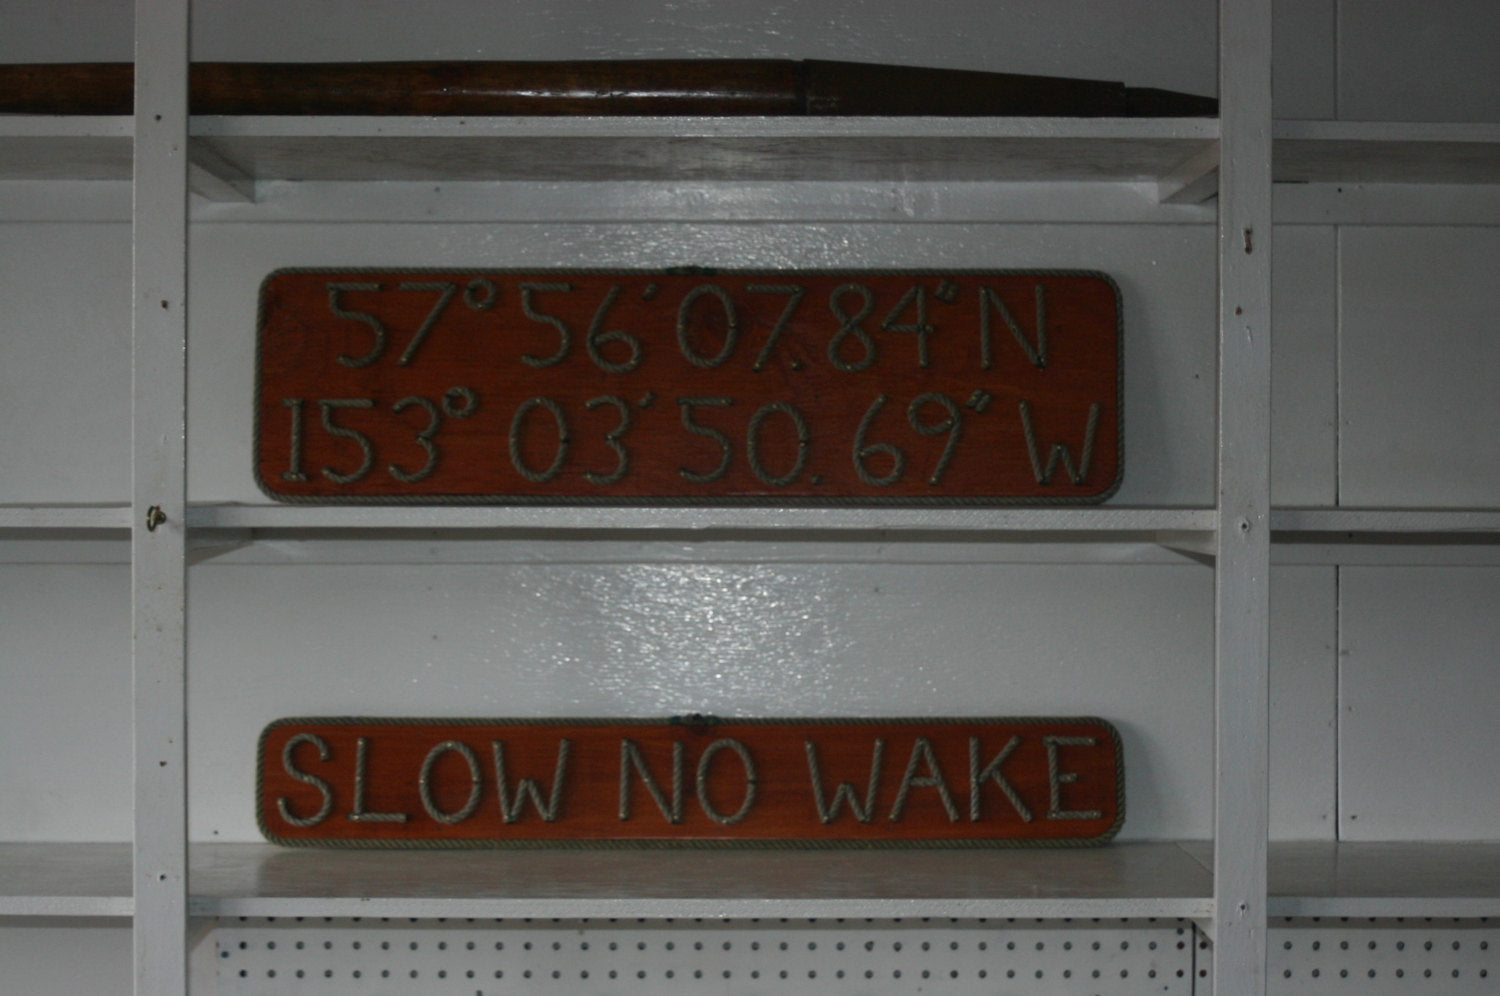 57° 56' 07.84" N
153° 03' 50.69" W
SLOW NO WAKE